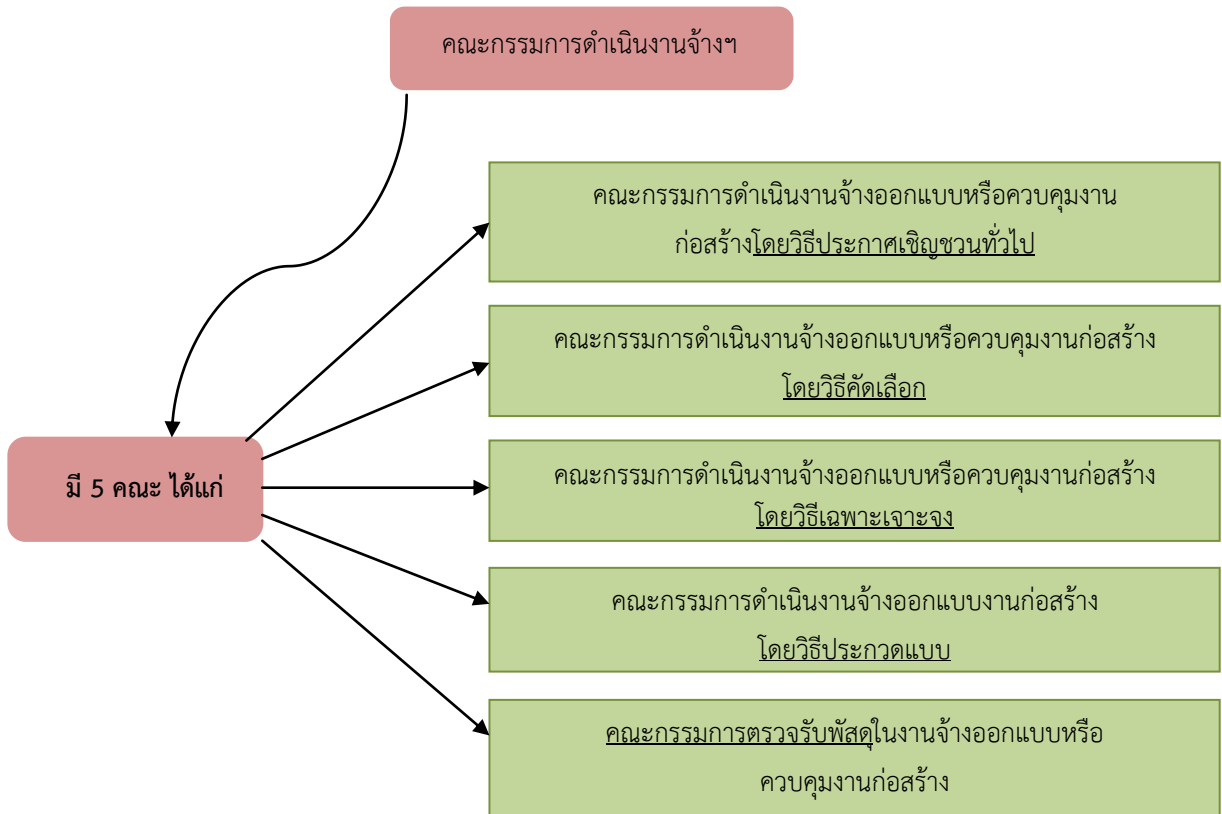 คณะกรรมการดำเนินงานจ้างฯ
คณะกรรมการดำเนินงานจ้างออกแบบหรือควบคุมงาน
ก่อสร้างโดยวิธีประกาศเชิญชวนทั่วไป
คณะกรรมการดำเนินงานจ้างออกแบบหรือควบคุมงานก่อสร้าง
โดยวิธีคัดเลือก
มี 5 คณะ ได้แก่
คณะกรรมการดำเนินงานจ้างออกแบบหรือควบคุมงานก่อสร้าง
โดยวิธีเฉพาะเจาะจง
คณะกรรมการดำเนินงานจ้างออกแบบงานก่อสร้าง
โดยวิธีประกวดแบบ
คณะกรรมการตรวจรับพัสดุในงานจ้างออกแบบหรือ
ควบคุมงานก่อสร้าง